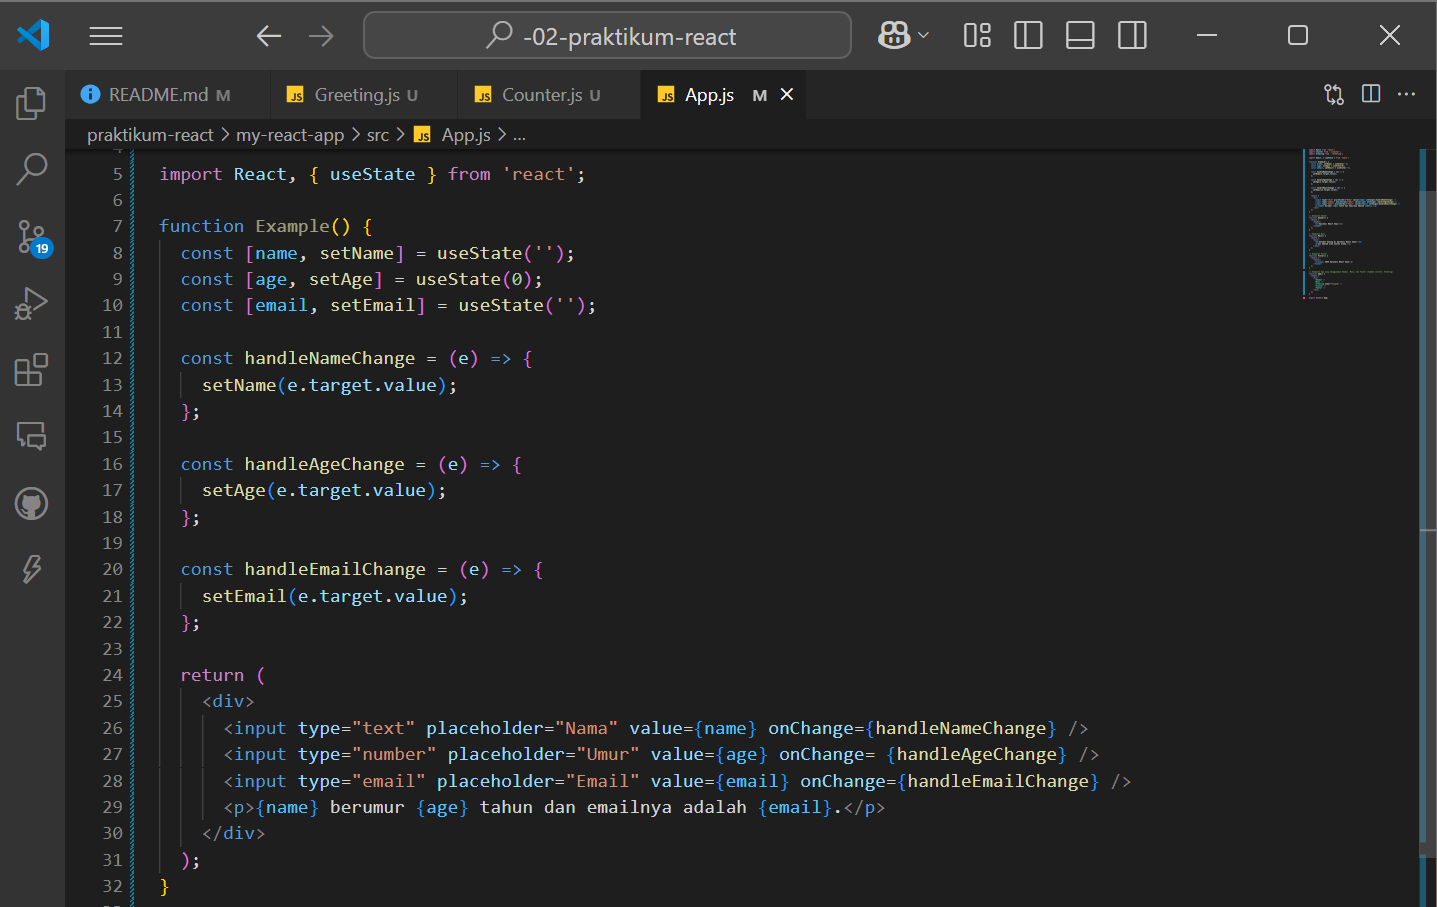 -02-praktikum-react
README.md M Greeting.js U Counter.js U App.js M
praktikum-react > my-react-app > src > JS App.js > ...
5 import React, { useState } from 'react';
6
7 function Example() {
8 const [name, setName] = useState('');
9 const [age, setAge] = useState(0);
10 const [email, setEmail] = useState('');
11
12 const handleNameChange = (e) => {
13 setName(e.target.value);
14 };
15
16 const handleAgeChange = (e) => {
17 setAge(e.target.value);
18 };
19
20 const handleEmailChange = (e) => {
21 setEmail(e.target.value);
22 };
23
24 return (
25 <div>
26 <input type="text" placeholder="Nama" value={name} onChange={handleNameChange} />
27 <input type="number" placeholder="Umur" value={age} onChange= {handleAgeChange} />
28 <input type="email" placeholder="Email" value={email} onChange={handleEmailChange} />
29 <p>{name} berumur {age} tahun dan emailnya adalah {email}.</p>
30 </div>
31 );
32 }
19